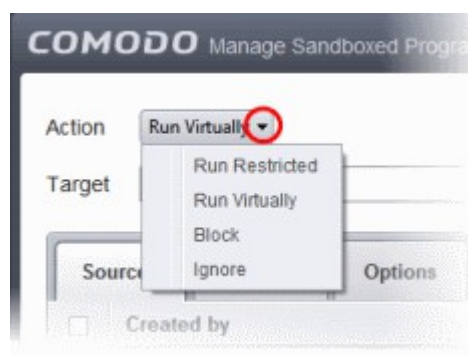 COMODO Manage Sandboxed Progra
Action Run Virtually
Run Restricted
Target
Run Virtually
Block
Source Options
Ignore
Created by